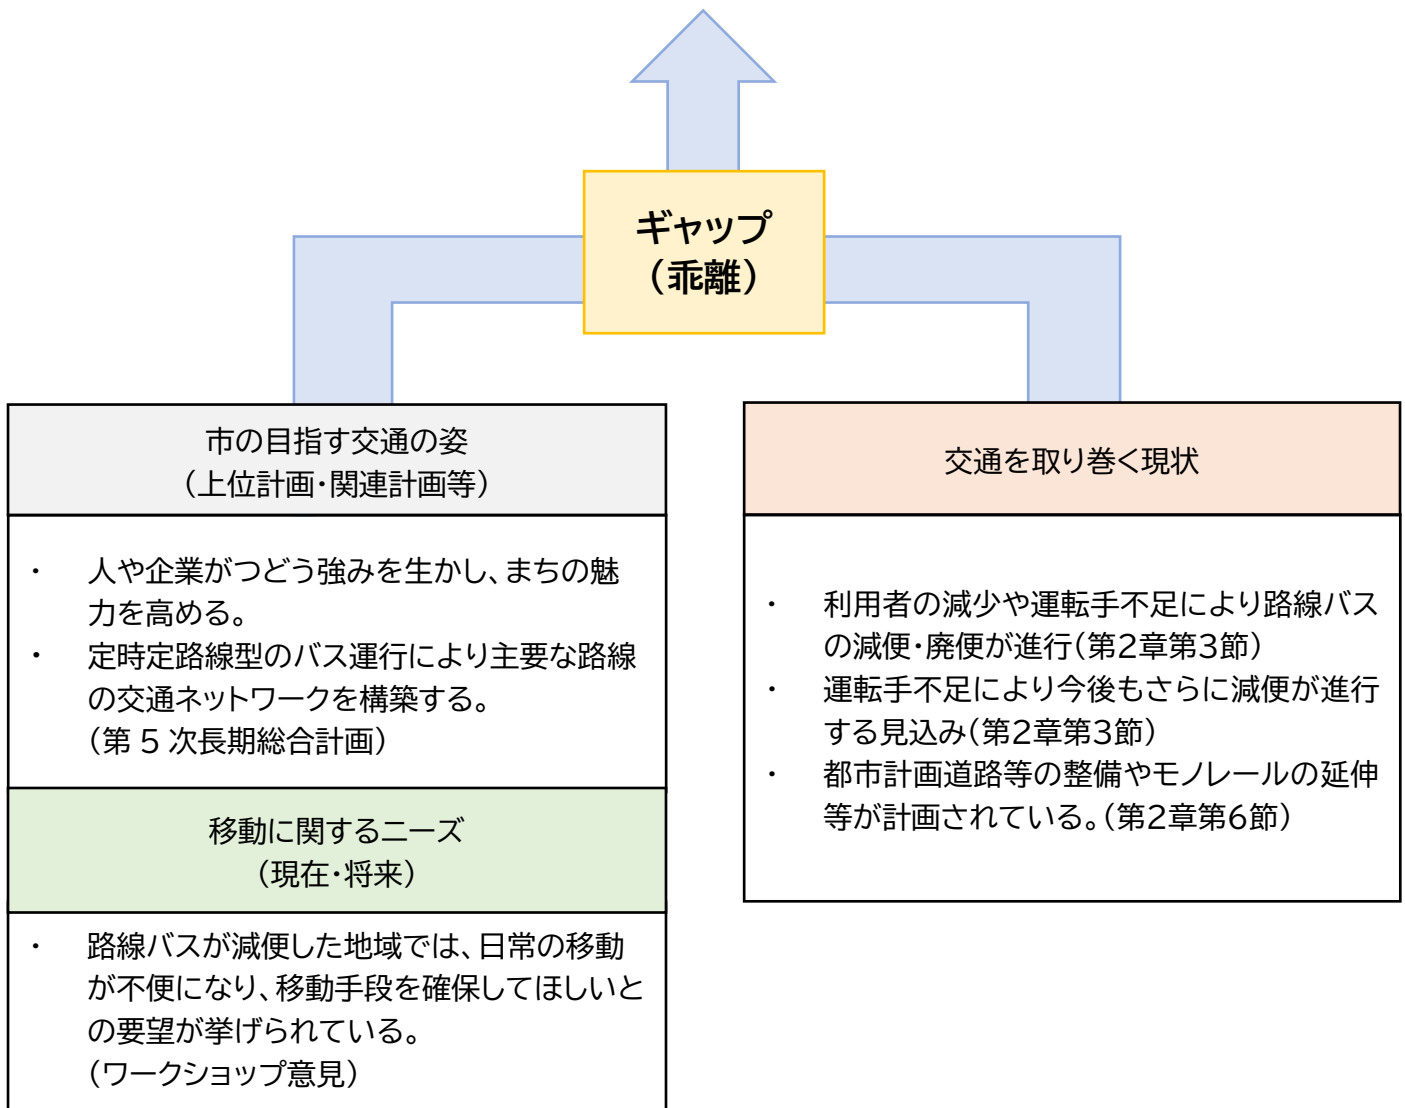 ギャップ
（乖離）
市の目指す交通の姿
（上位計画・関連計画等）
・ 人や企業がつどう強みを生かし、まちの魅
力を高める。
・ 定時定路線型のバス運行により主要な路線
の交通ネットワークを構築する。
（第 5 次長期総合計画）
移動に関するニーズ
（現在・将来）
・ 路線バスが減便した地域では、日常の移動
が不便になり、移動手段を確保してほしいと
の要望が挙げられている。
（ワークショップ意見）
交通を取り巻く現状
・ 利用者の減少や運転手不足により路線バス
の減便・廃便が進行（第2章第3節）
・ 運転手不足により今後もさらに減便が進行
する見込み（第2章第3節）
・ 都市計画道路等の整備やモノレールの延伸
等が計画されている。（第2章第6節）